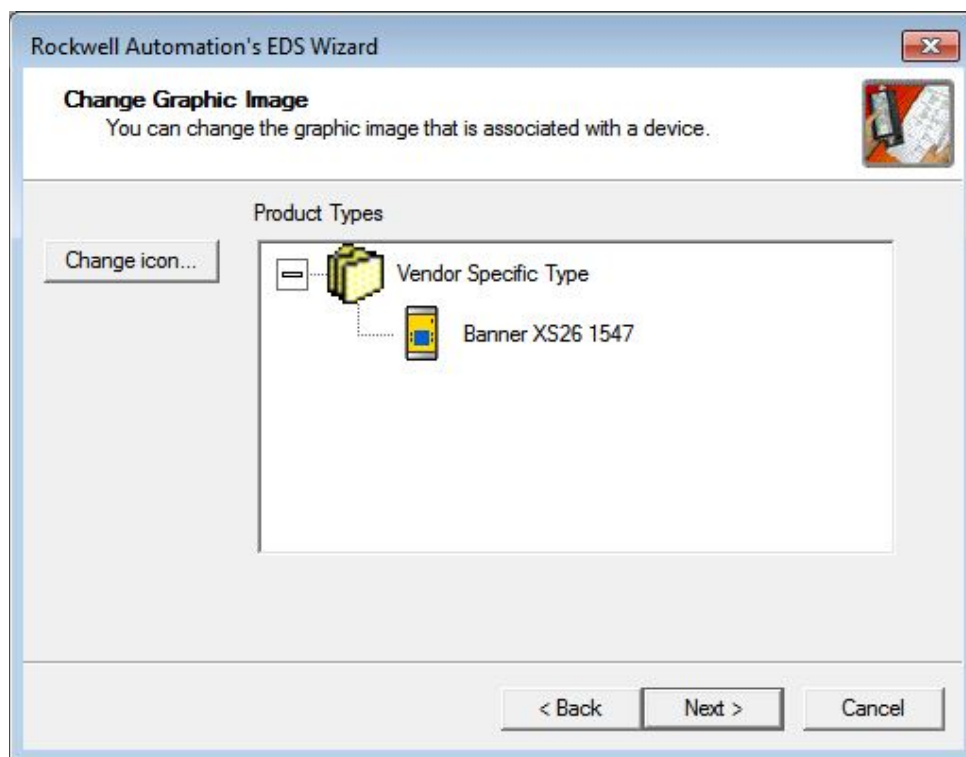 Rockwell Automation's EDS Wizard
Change Graphic Image
You can change the graphic image that is associated with a device.
Product Types
Change icon...
Vendor Specific Type
Banner XS26 1547
< Back
Next >
Cancel